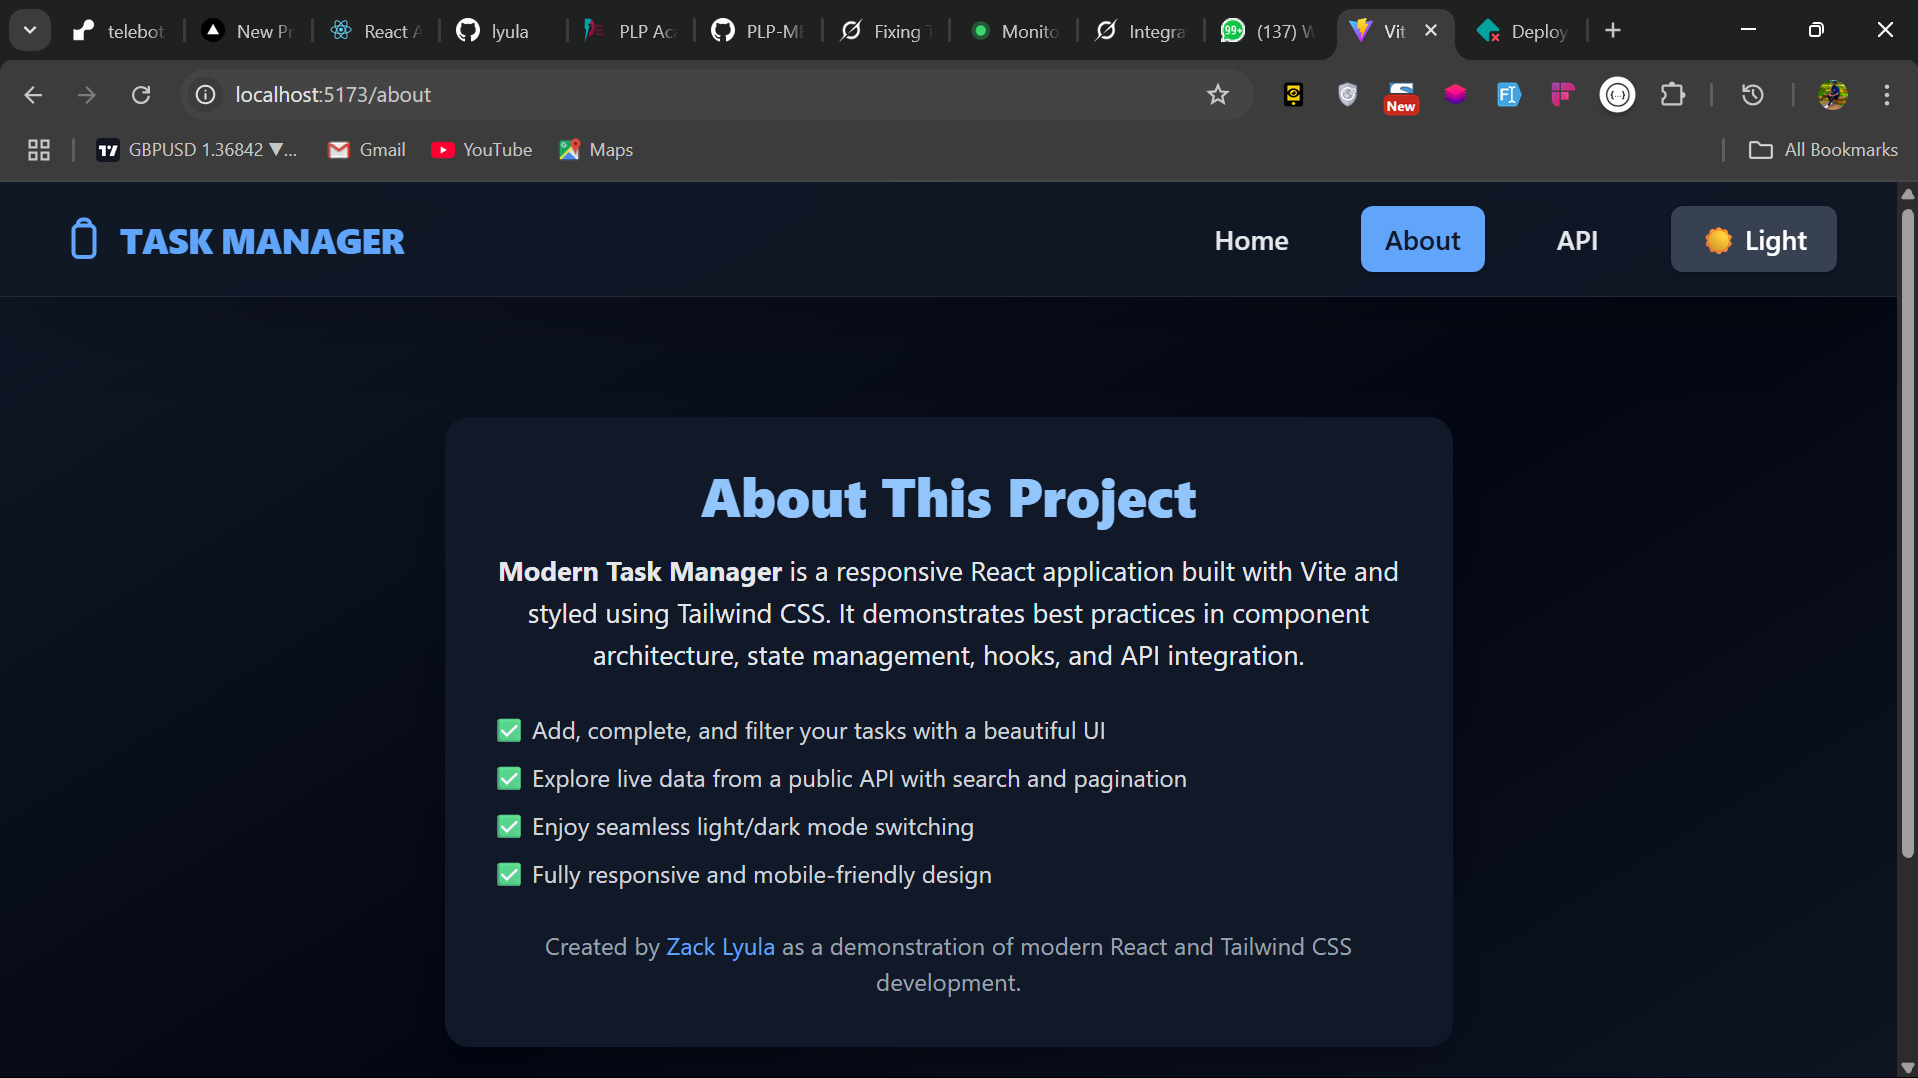 telebot
New Pr
React A
lyula
PLP Aca
PLP-ME
Fixing T
Monito
Integra
(137) W
Vit
Deploy
localhost:5173/about
New
GBPUSD 1.36842 ▼...
Gmail
YouTube
Maps
All Bookmarks
TASK MANAGER
Home
About
API
Light
About This Project
Modern Task Manager is a responsive React application built with Vite and
styled using Tailwind CSS. It demonstrates best practices in component
architecture, state management, hooks, and API integration.
✅ Add, complete, and filter your tasks with a beautiful UI
✅ Explore live data from a public API with search and pagination
✅ Enjoy seamless light/dark mode switching
✅ Fully responsive and mobile-friendly design
Created by Zack Lyula as a demonstration of modern React and Tailwind CSS
development.